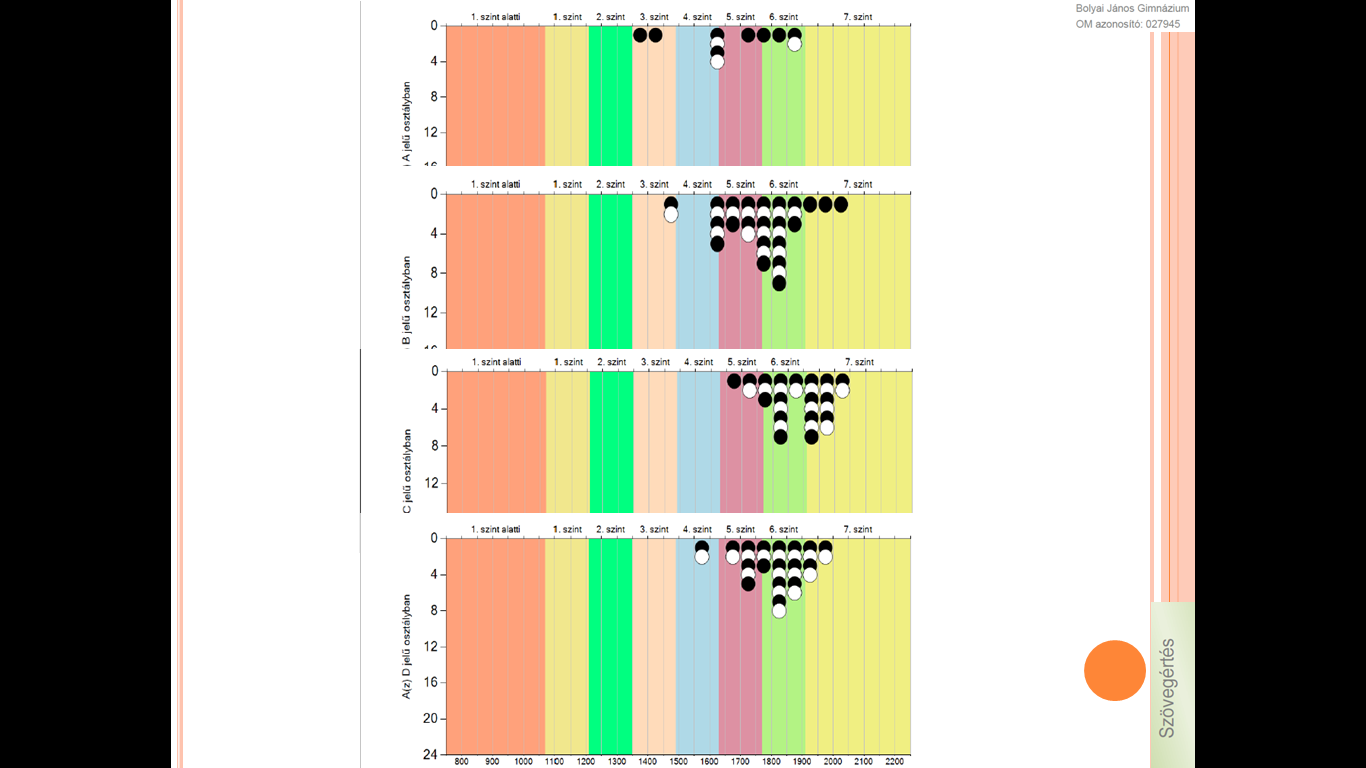 Bolyai János Gimnázium
OM azonosító: 027945
1. szint alatti 1. szint 2. szint 3. szint 4. szint 5. szint 6. szint 7. szint
0
4
8
12
A jelű osztályban
1. szint alatti 1. szint 2. szint 3. szint 4. szint 5. szint 6. szint 7. szint
0
4
8
12
B jelű osztályban
1. szint alatti 1. szint 2. szint 3. szint 4. szint 5. szint 6. szint 7. szint
0
4
8
12
C jelű osztályban
1. szint alatti 1. szint 2. szint 3. szint 4. szint 5. szint 6. szint 7. szint
0
4
8
12
16
20
24
A(z) D jelű osztályban
800 900 1000 1100 1200 1300 1400 1500 1600 1700 1800 1900 2000 2100 2200
Szövegértés